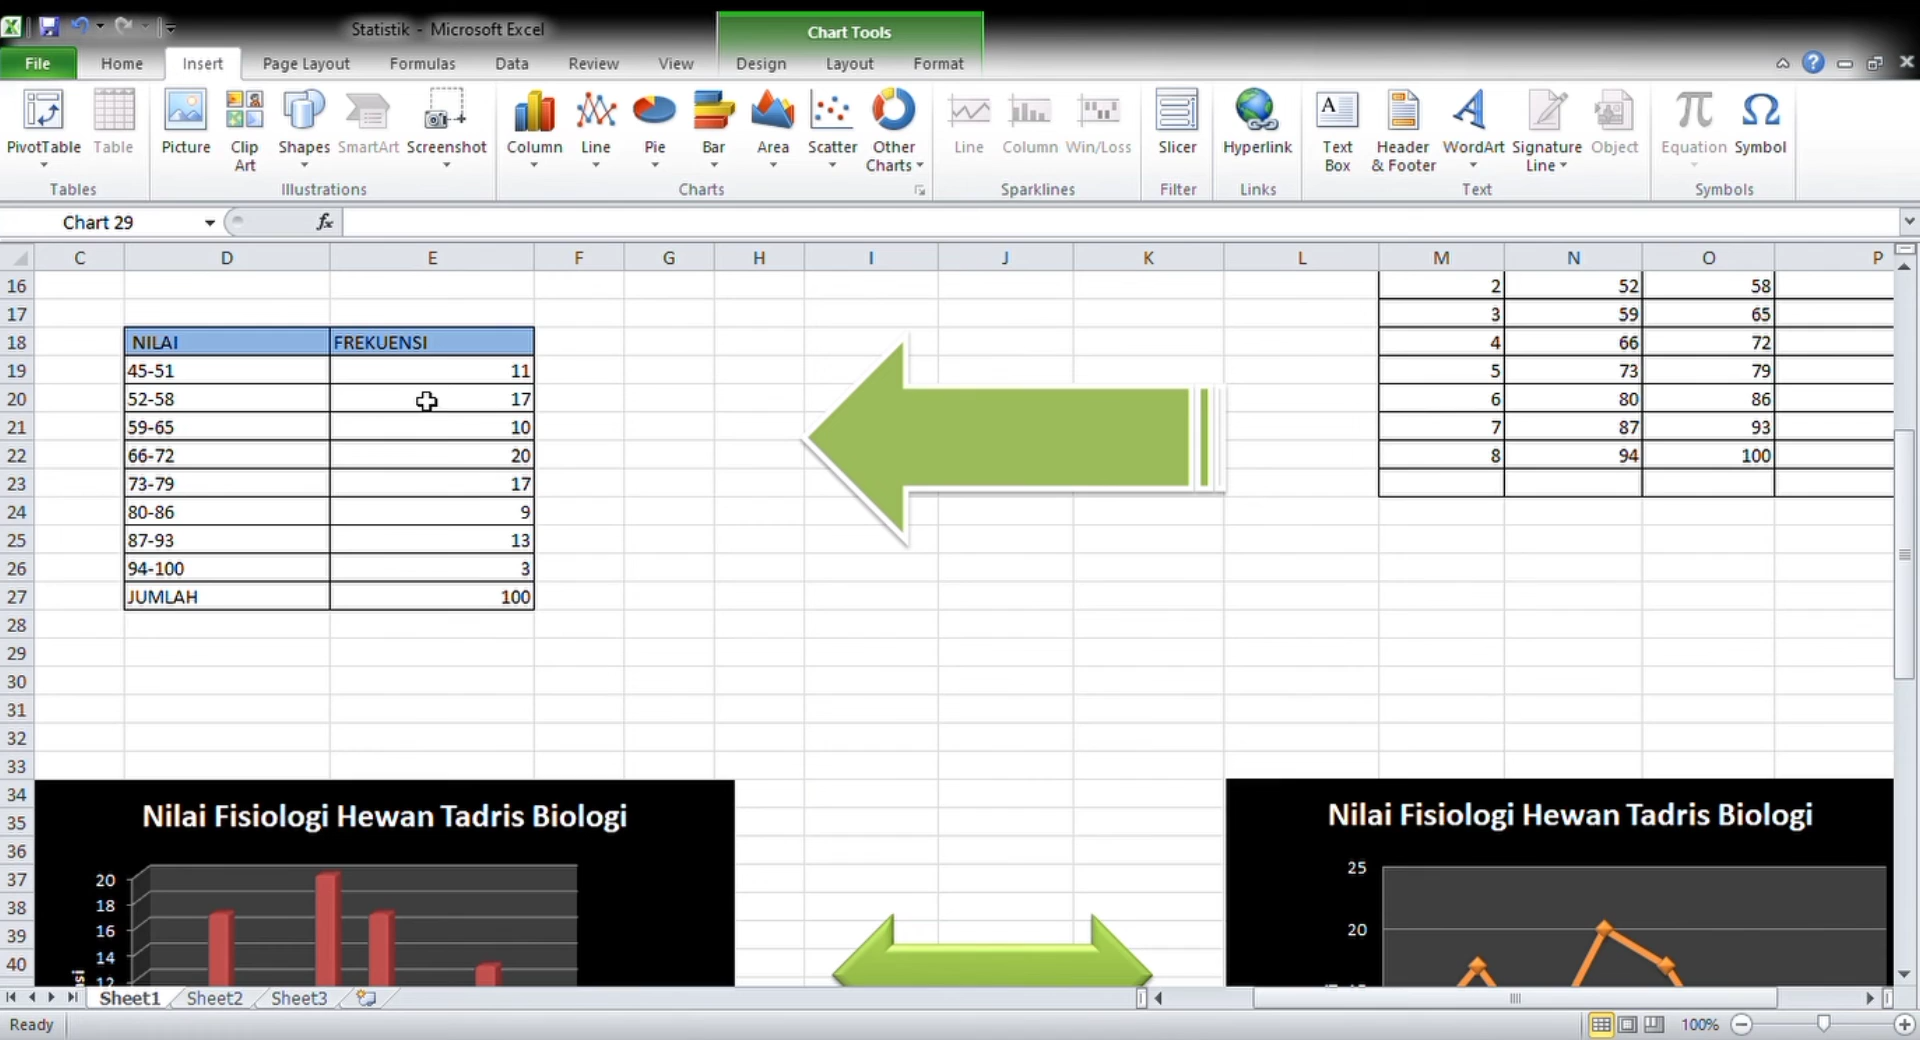 Statistik - Microsoft Excel
Chart Tools
File Home Insert Page Layout Formulas Data Review View Design Layout Format
PivotTable Table Picture Clip Art Shapes SmartArt Screenshot Column Line Pie Bar Area Scatter Other Charts Line Column Win/Loss Slicer Hyperlink Text Box Header & Footer WordArt Signature Line Object Equation Symbol
Tables Illustrations Charts Sparklines Filter Links Text Symbols
Chart 29 fx
C D E F G H I J K L M N O P
16 2 52 58
17 3 59 65
18 NILAI FREKUENSI 4 66 72
19 45-51 11 5 73 79
20 52-58 17 6 80 86
21 59-65 10 7 87 93
22 66-72 20 8 94 100
23 73-79 17
24 80-86 9
25 87-93 13
26 94-100 3
27 JUMLAH 100
28
29
30
31
32
33
34
35
36
37
38
39
40
Nilai Fisiologi Hewan Tadris Biologi
20
18
16
14
12
Nilai Fisiologi Hewan Tadris Biologi
25
20
Sheet1 Sheet2 Sheet3
Ready 100%